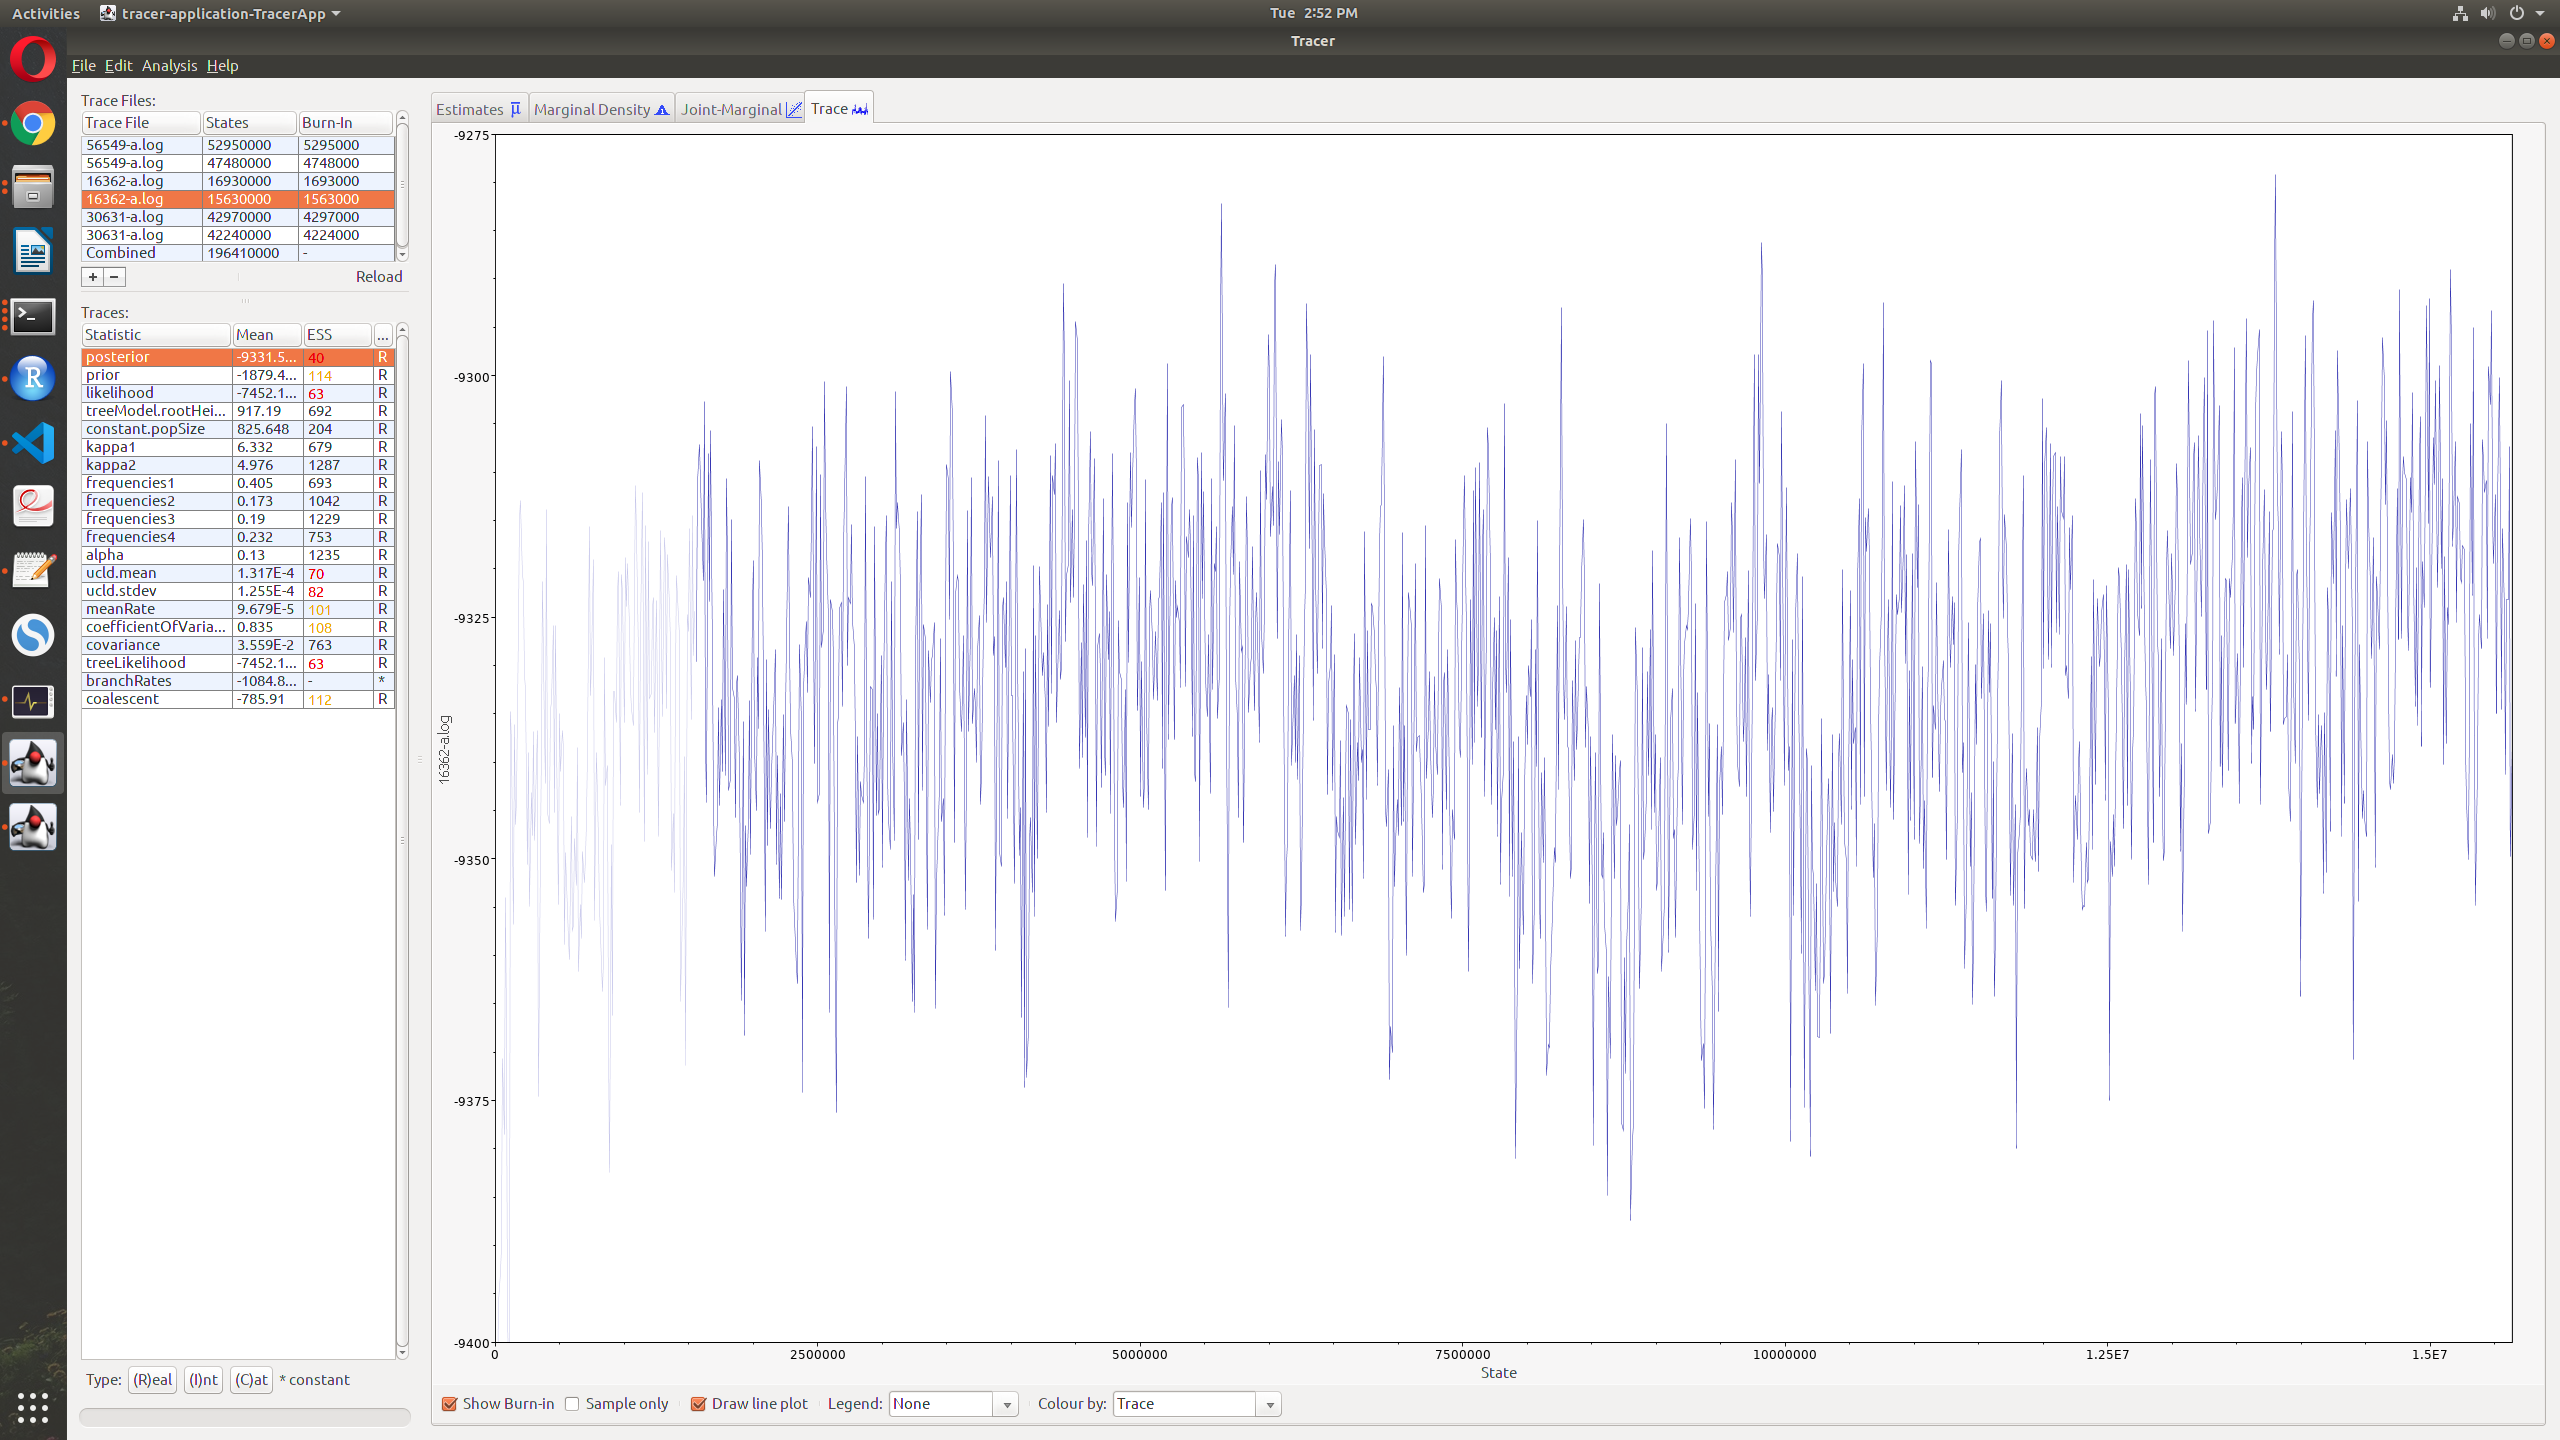 Activities tracer-application-TracerApp Tue 2:52 PM
Tracer
File Edit Analysis Help
Trace Files:
Trace File States Burn-In
56549-a.log 52950000 5295000
56549-a.log 47480000 4748000
16362-a.log 16930000 1693000
16362-a.log 15630000 1563000
30631-a.log 42970000 4297000
30631-a.log 42240000 4224000
Combined 196410000 -
+ − Reload
Traces:
Statistic Mean ESS ...
posterior -9331.5... 40 R
prior -1879.4... 114 R
likelihood -7452.1... 63 R
treeModel.rootHei... 917.19 692 R
constant.popSize 825.648 204 R
kappa1 6.332 679 R
kappa2 4.976 1287 R
frequencies1 0.405 693 R
frequencies2 0.173 1042 R
frequencies3 0.19 1229 R
frequencies4 0.232 753 R
alpha 0.13 1235 R
ucld.mean 1.317E-4 70 R
ucld.stdev 1.255E-4 82 R
meanRate 9.679E-5 101 R
coefficientOfVaria... 0.835 108 R
covariance 3.559E-2 763 R
treeLikelihood -7452.1... 63 R
branchRates -1084.8... - *
coalescent -785.91 112 R
Type: (R)eal (I)nt (C)at * constant
Estimates μ Marginal Density Joint-Marginal Trace
-9275
-9300
-9325
-9350
-9375
-9400
16362-a.log
0 2500000 5000000 7500000 10000000 1.25E7 1.5E7
State
Show Burn-in Sample only Draw line plot Legend: None Colour by: Trace